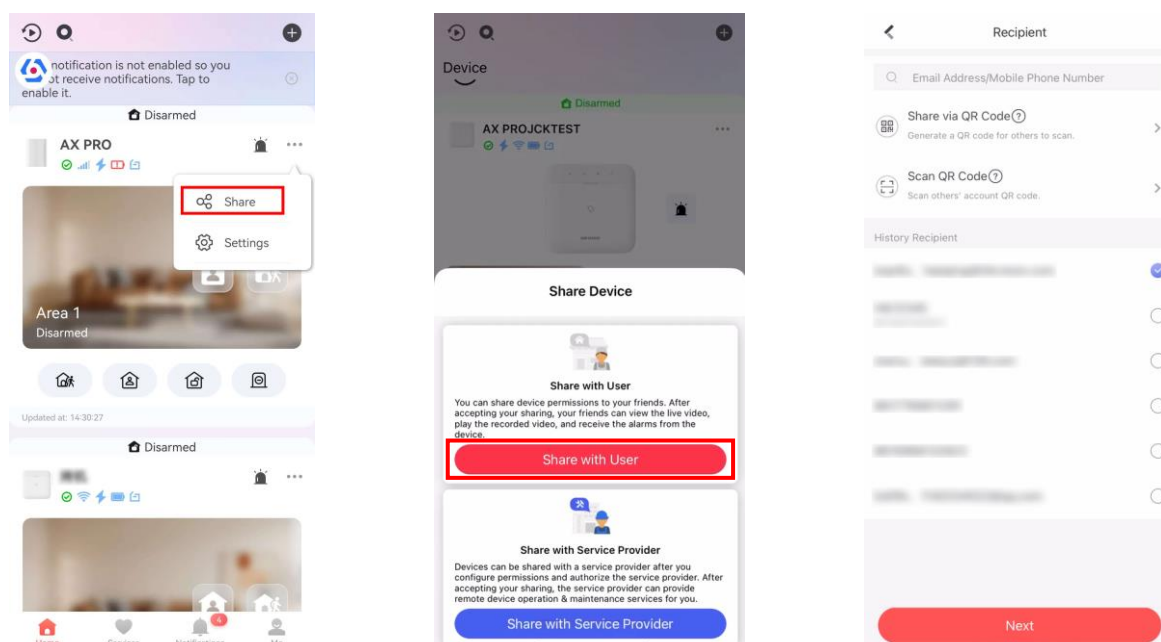 notification is not enabled so you
ot receive notifications. Tap to
enable it.
Disarmed
AX PRO
Share
Settings
Area 1
Disarmed
Updated at: 14:30:27
Disarmed
4
Device
Disarmed
AX PROJCKTEST
Share Device
Share with User
You can share device permissions to your friends. After
accepting your sharing, your friends can view the live video,
play the recorded video, and receive the alarms from the
device.
Share with User
Share with Service Provider
Devices can be shared with a service provider after you
configure permissions and authorize the service provider. After
accepting your sharing, the service provider can provide
remote device operation & maintenance services for you.
Share with Service Provider
Recipient
Email Address/Mobile Phone Number
Share via QR Code
Generate a QR code for others to scan.
Scan QR Code
Scan others' account QR code.
History Recipient
Next